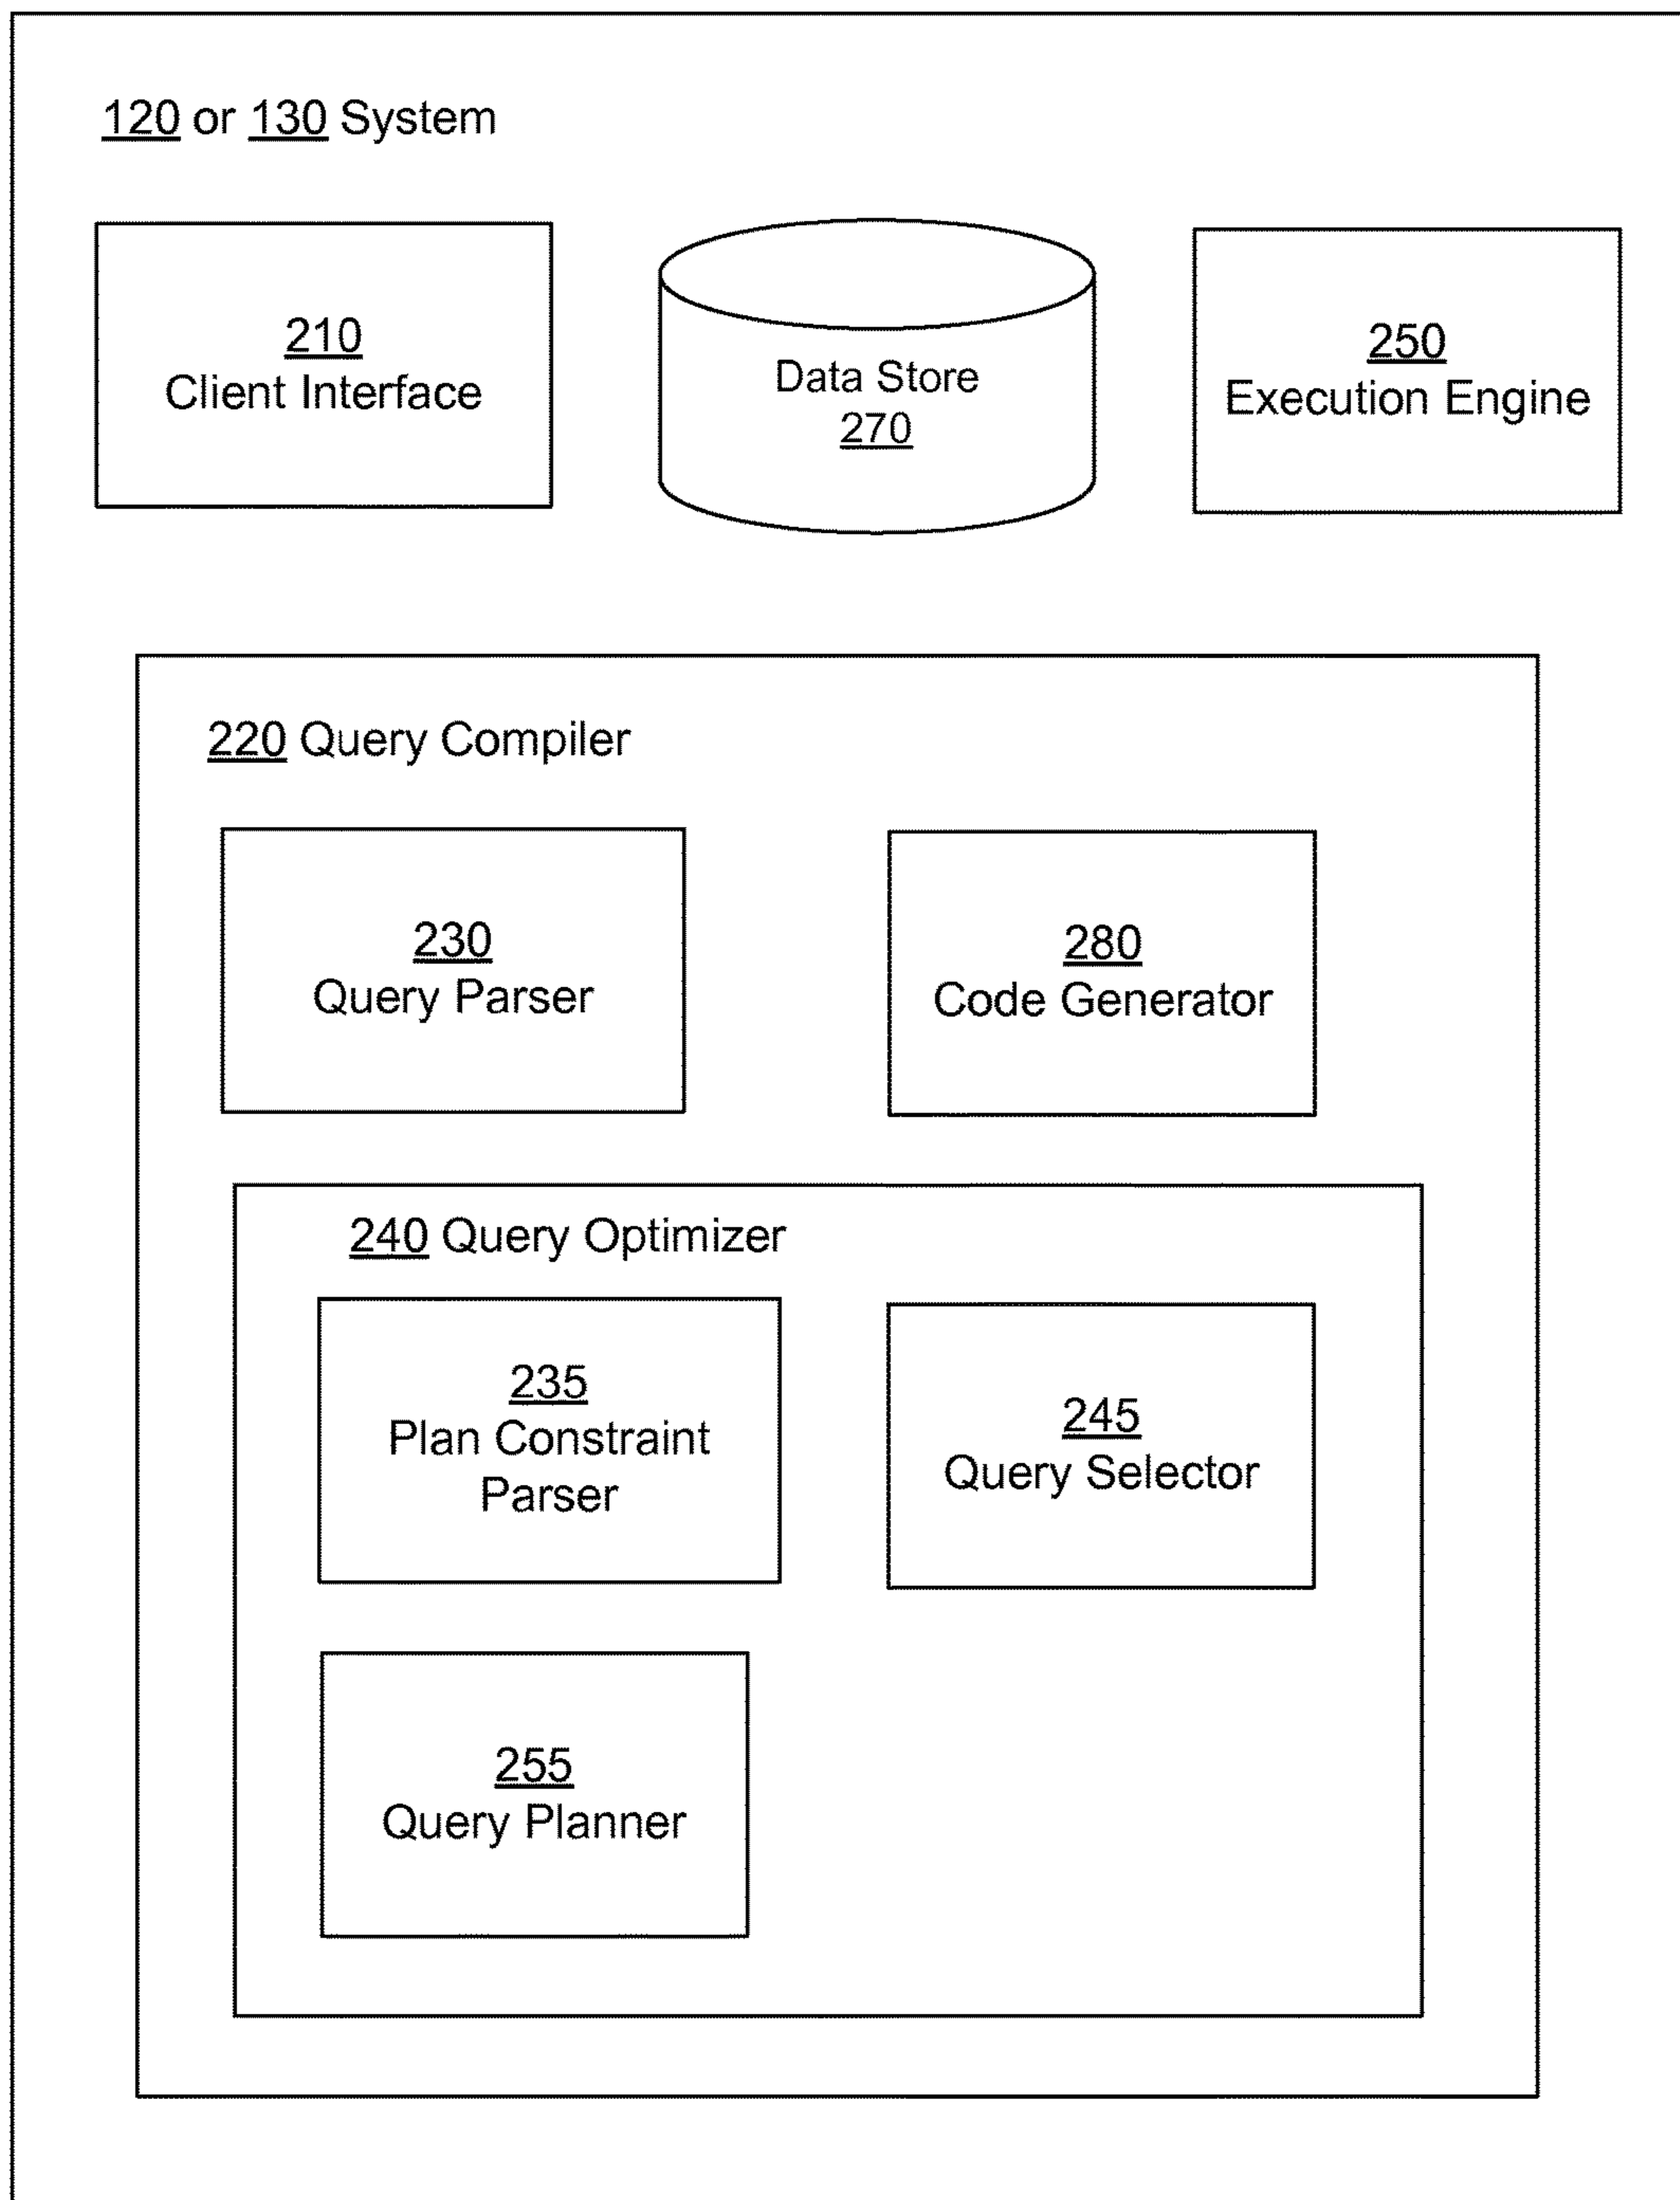 120 or 130 System
210
Client Interface
Data Store
270
250
Execution Engine
220 Query Compiler
230
Query Parser
280
Code Generator
240 Query Optimizer
235
Plan Constraint
Parser
245
Query Selector
255
Query Planner